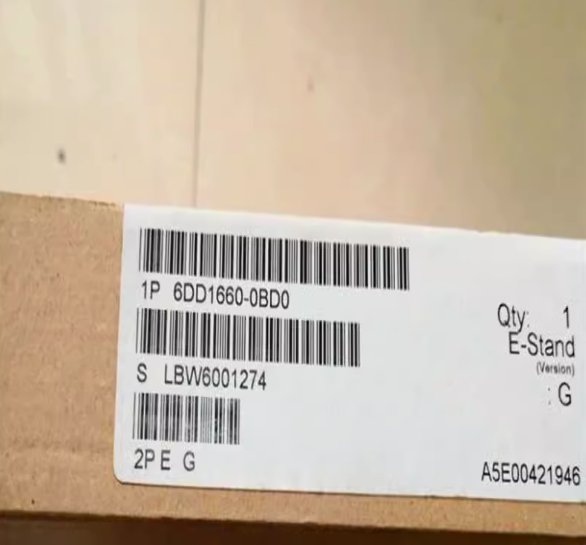 1P 6DD1660-0BD0
Qty: 1
E-Stand
(Version)
: G
S LBW6001274
2P E G
A5E00421946